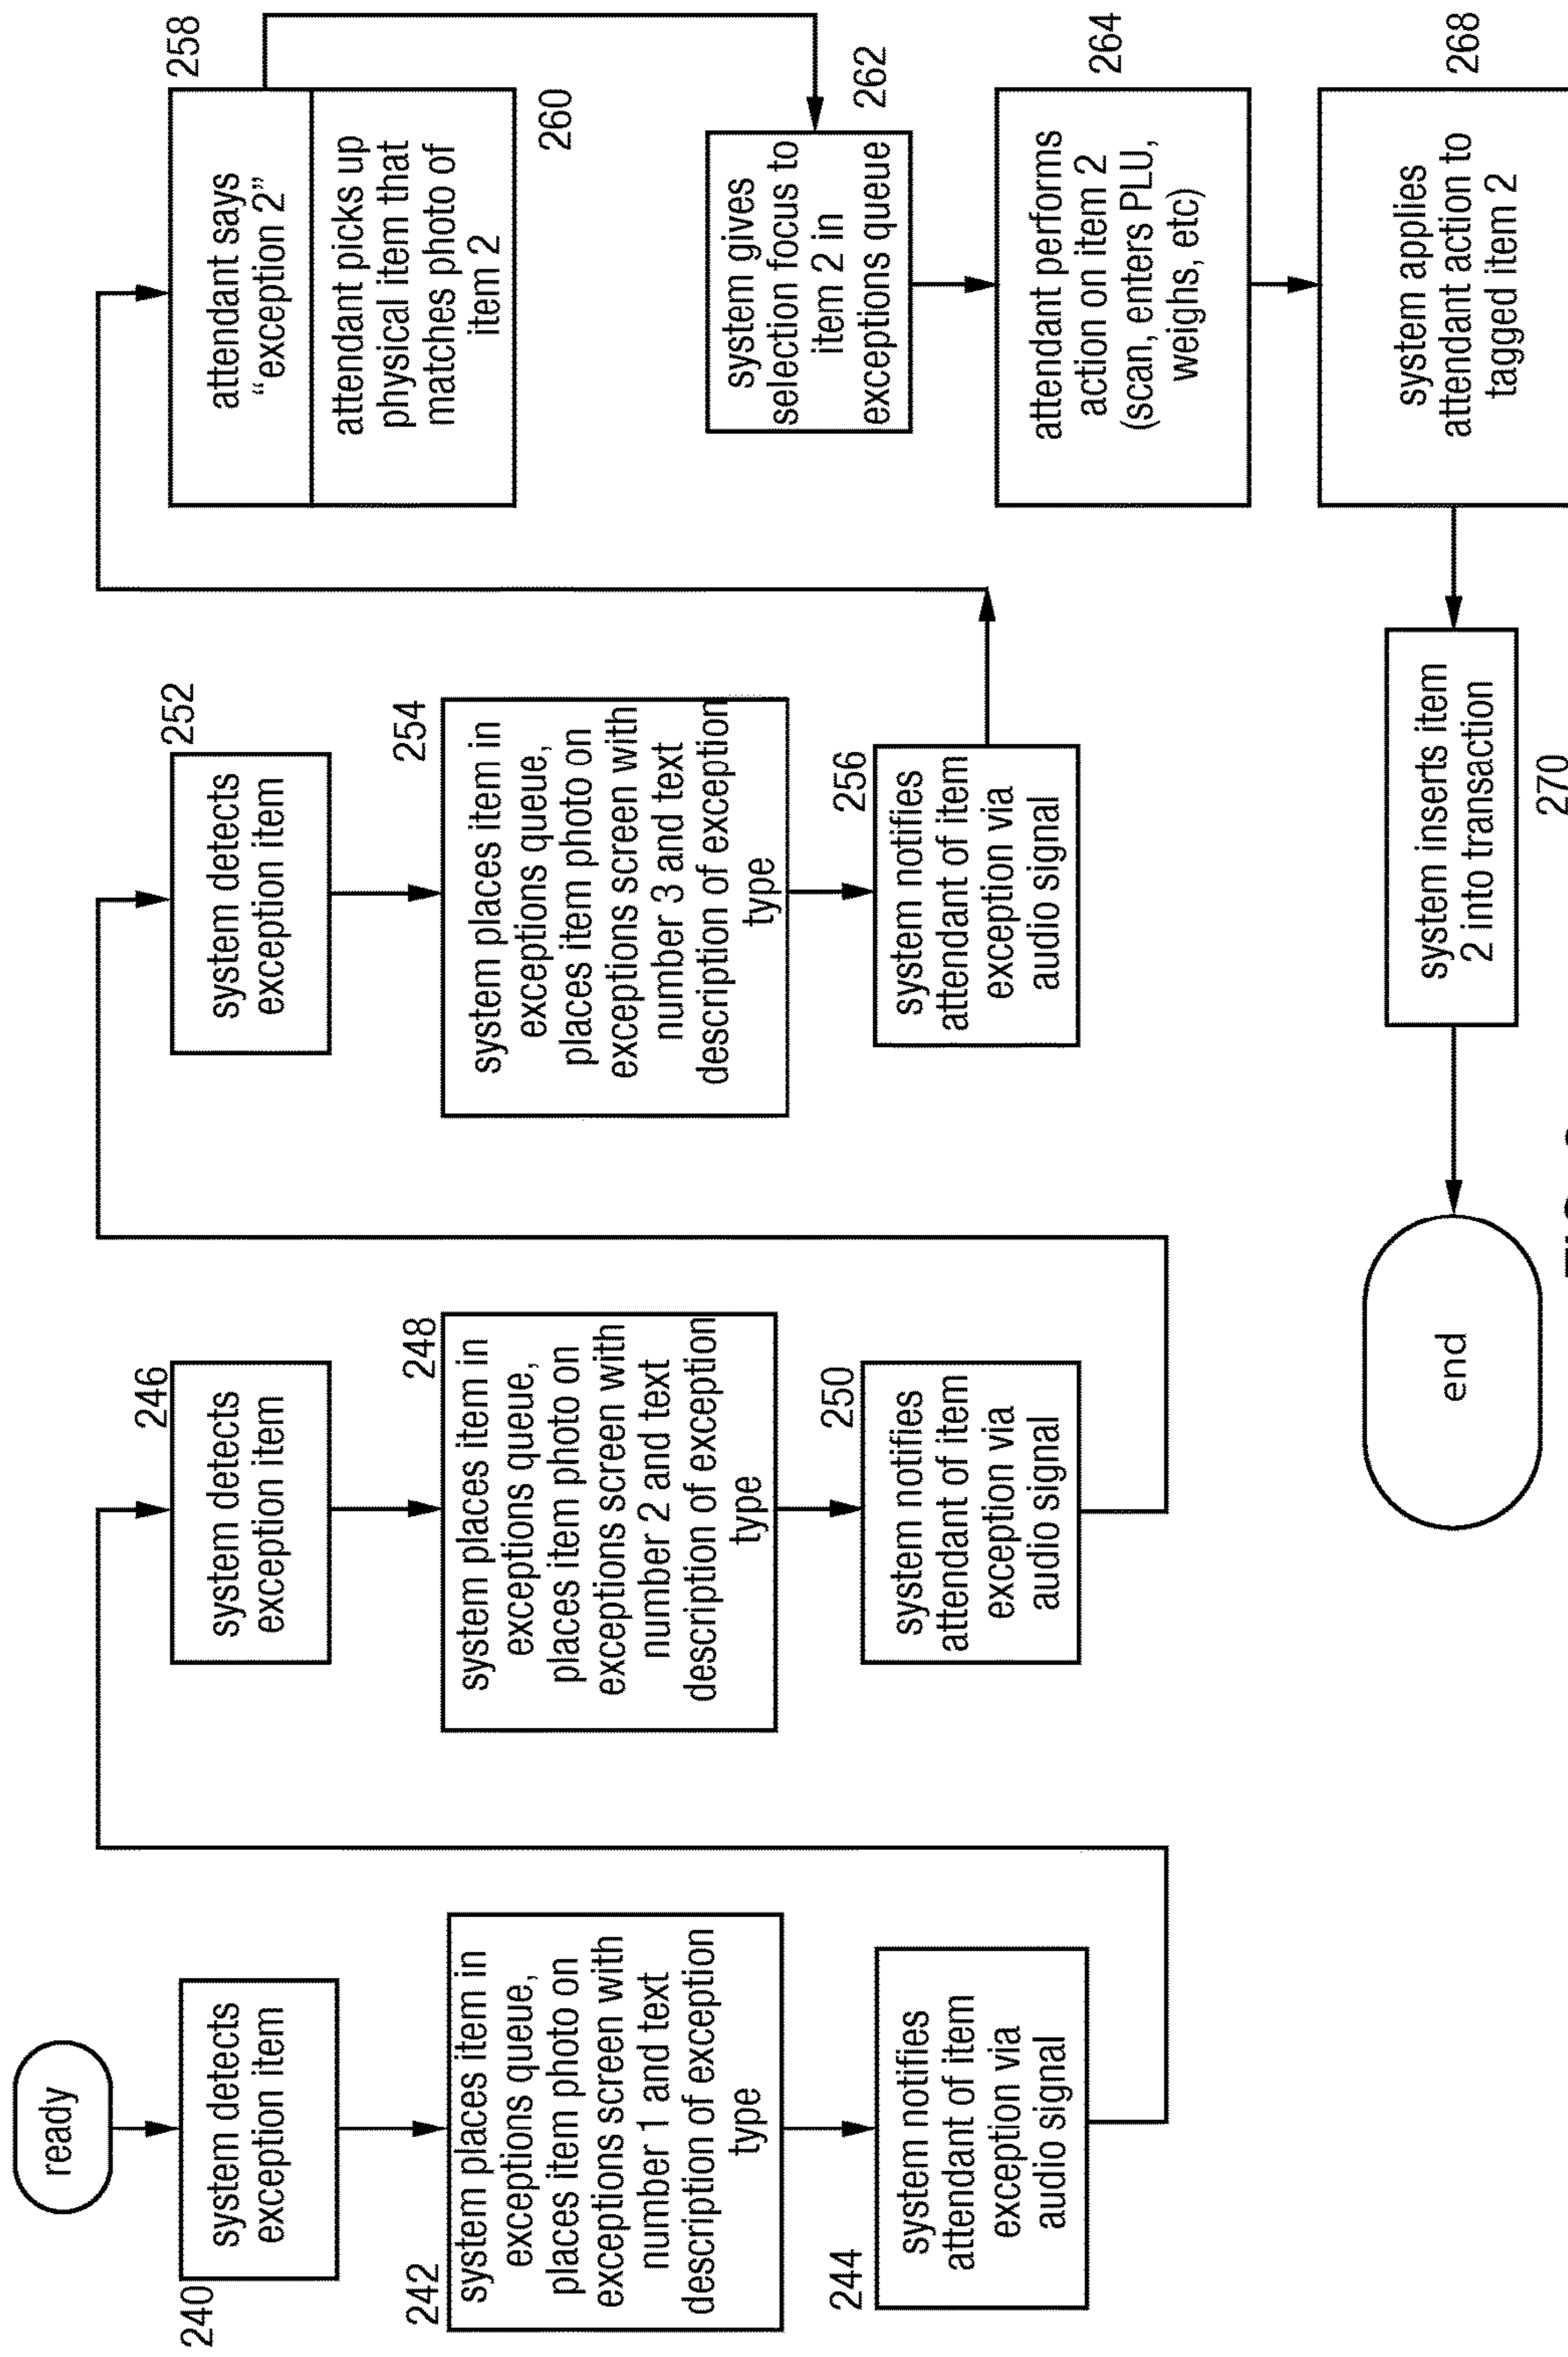 ready
240
system detects
exception item
242
system places item in
exceptions queue,
places item photo on
exceptions screen with
number 1 and text
description of exception
type
244
system notifies
attendant of item
exception via
audio signal
246
system detects
exception item
248
system places item in
exceptions queue,
places item photo on
exceptions screen with
number 2 and text
description of exception
type
250
system notifies
attendant of item
exception via
audio signal
252
system detects
exception item
254
system places item in
exceptions queue,
places item photo on
exceptions screen with
number 3 and text
description of exception
type
256
system notifies
attendant of item
exception via
audio signal
258
attendant says
“exception 2”
attendant picks up
physical item that
matches photo of
item 2
260
262
system gives
selection focus to
item 2 in
exceptions queue
264
attendant performs
action on item 2
(scan, enters PLU,
weighs, etc)
268
system applies
attendant action to
tagged item 2
system inserts item
2 into transaction
270
end